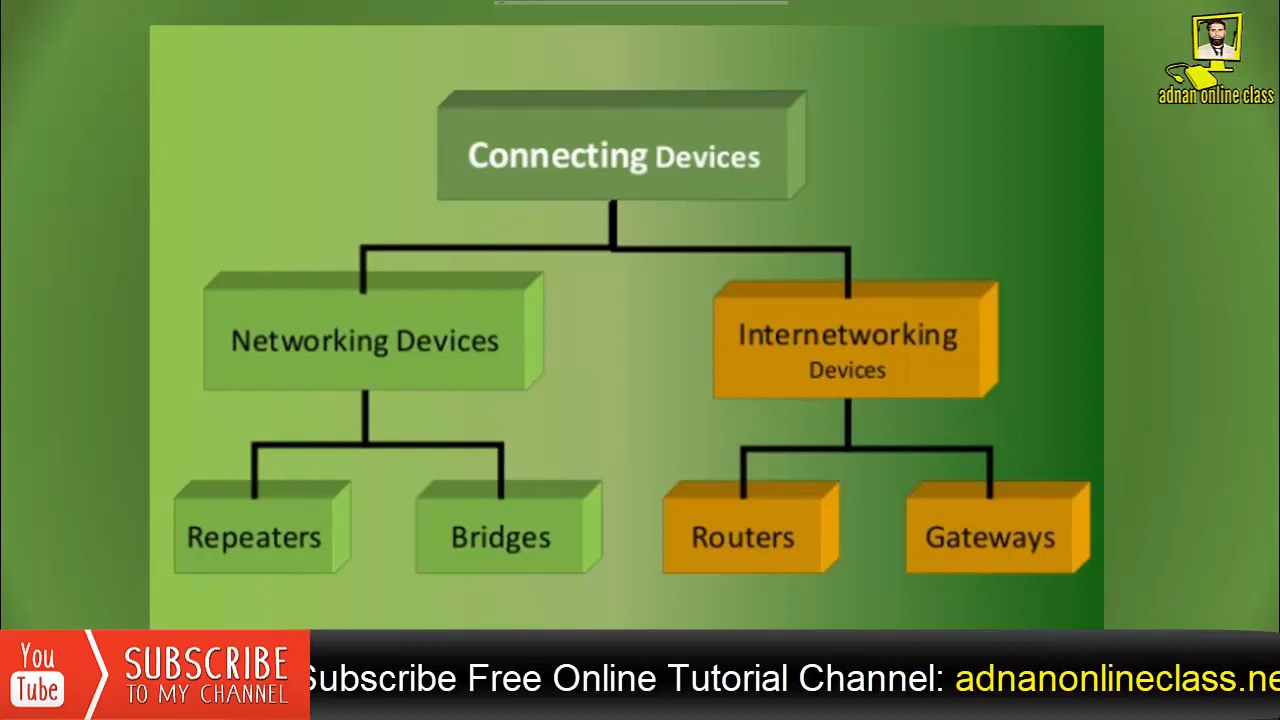 adnan online class
Connecting Devices
Networking Devices
Internetworking
Devices
Repeaters
Bridges
Routers
Gateways
You
Tube
SUBSCRIBE
TO MY CHANNEL
Subscribe Free Online Tutorial Channel: adnanonlineclass.ne